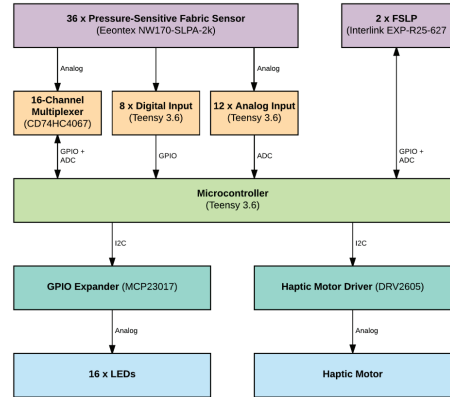 36 x Pressure-Sensitive Fabric Sensor
(Eeontex NW170-SLPA-2k)
2 x FSLP
(Interlink EXP-R25-627
Analog
Analog
16-Channel
Multiplexer
(CD74HC4067)
8 x Digital Input
(Teensy 3.6)
12 x Analog Input
(Teensy 3.6)
GPIO +
ADC
GPIO
ADC
GPIO +
ADC
Microcontroller
(Teensy 3.6)
I2C
I2C
GPIO Expander (MCP23017)
Haptic Motor Driver (DRV2605)
Analog
Analog
16 x LEDs
Haptic Motor